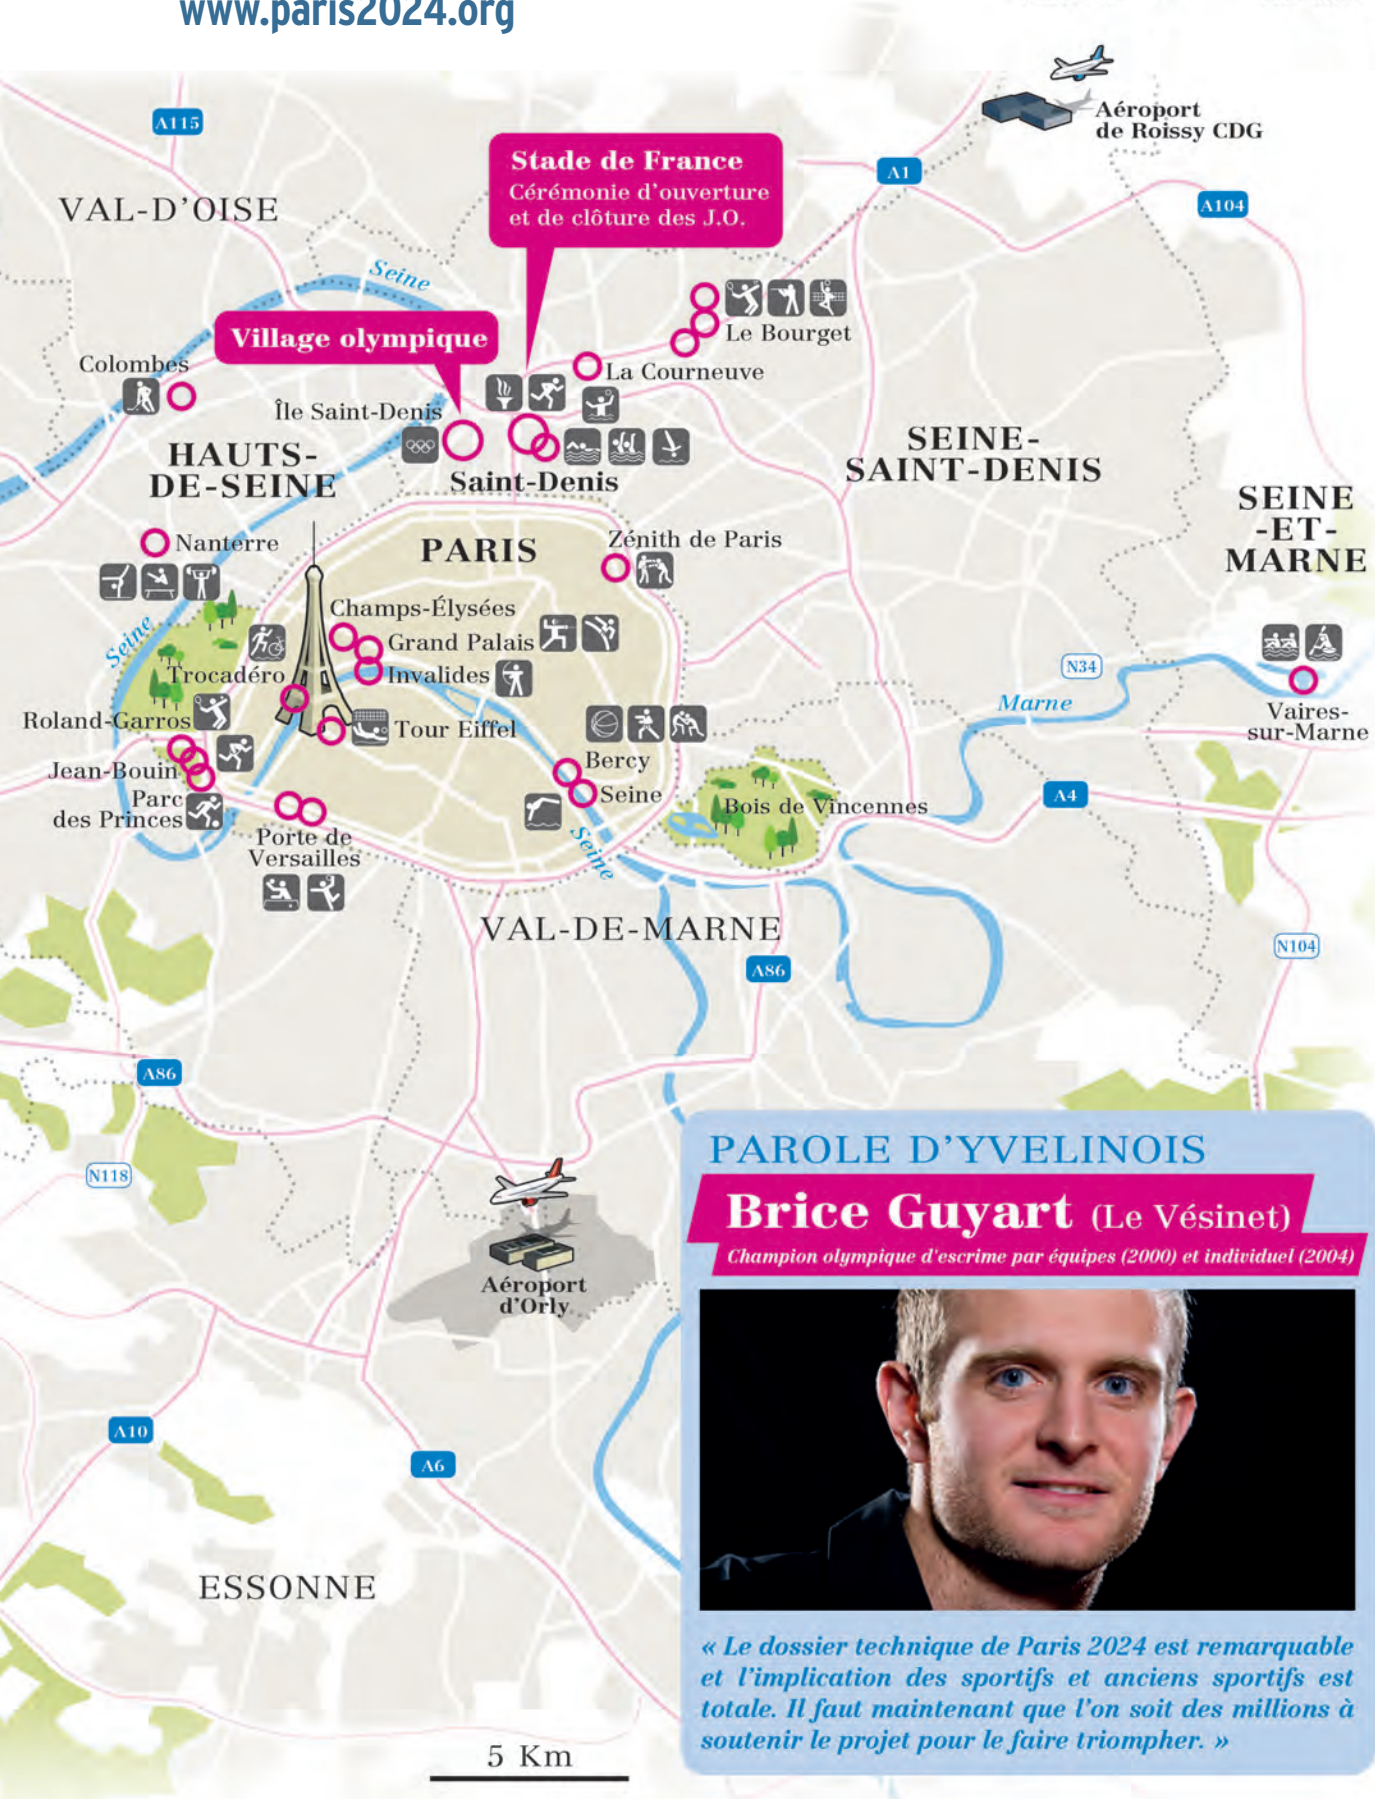 www.paris2024.org
Aéroport
de Roissy CDG
A115
Stade de France
Cérémonie d'ouverture
et de clôture des J.O.
A1
A104
VAL-D'OISE
Seine
Village olympique
Le Bourget
Colombes
La Courneuve
Île Saint-Denis
HAUTS-
DE-SEINE
Saint-Denis
SEINE-
SAINT-DENIS
SEINE
-ET-
MARNE
Nanterre
PARIS
Zénith de Paris
Champs-Élysées
Grand Palais
Seine
Trocadéro
Invalides
N34
Marne
Roland-Garros
Tour Eiffel
Vaires-
sur-Marne
Jean-Bouin
Bercy
Seine
Parc
des Princes
Bois de Vincennes
A4
Porte de
Versailles
Seine
VAL-DE-MARNE
A86
N104
A86
N118
Aéroport
d'Orly
A10
A6
ESSONNE
5 Km
PAROLE D'YVELINOIS
Brice Guyart (Le Vésinet)
Champion olympique d'escrime par équipes (2000) et individuel (2004)
« Le dossier technique de Paris 2024 est remarquable
et l'implication des sportifs et anciens sportifs est
totale. Il faut maintenant que l'on soit des millions à
soutenir le projet pour le faire triompher. »